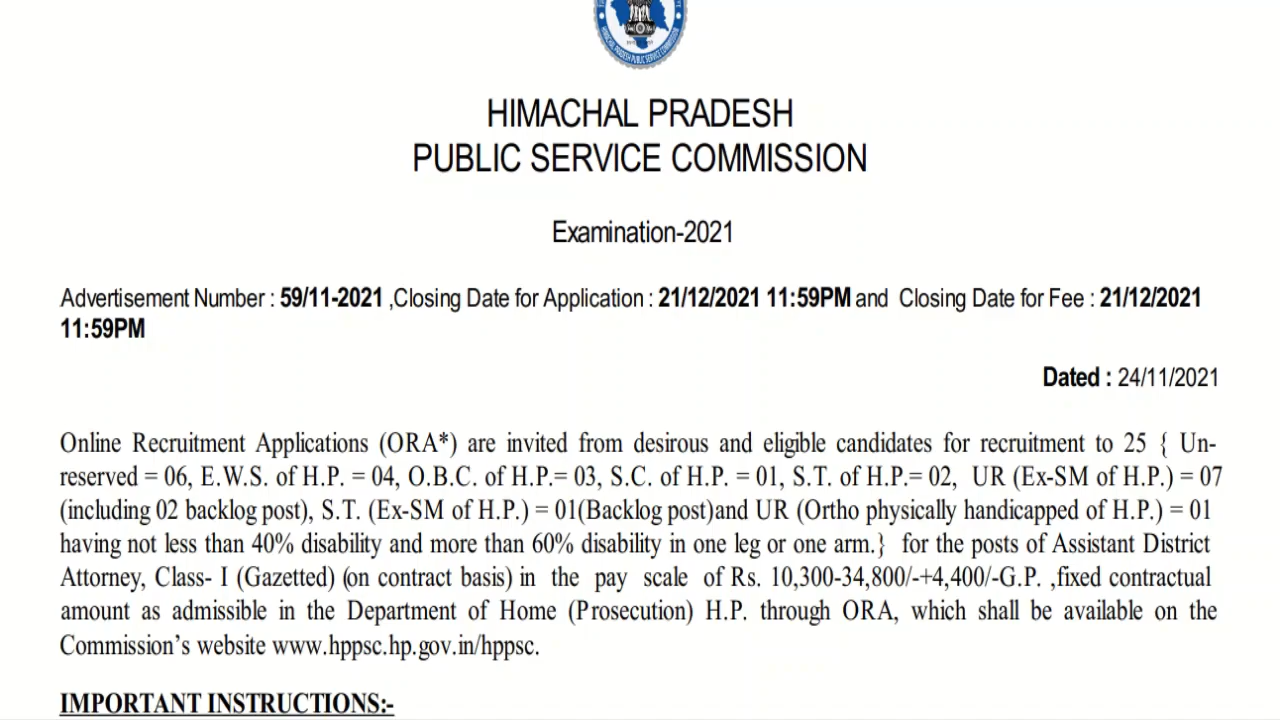 HIMACHAL PRADESH PUBLIC SERVICE COMMISSION
HIMACHAL PRADESH
PUBLIC SERVICE COMMISSION
Examination-2021
Advertisement Number : 59/11-2021 ,Closing Date for Application : 21/12/2021 11:59PM and Closing Date for Fee : 21/12/2021
11:59PM
Dated : 24/11/2021
Online Recruitment Applications (ORA*) are invited from desirous and eligible candidates for recruitment to 25 { Un-
reserved = 06, E.W.S. of H.P. = 04, O.B.C. of H.P.= 03, S.C. of H.P. = 01, S.T. of H.P.= 02, UR (Ex-SM of H.P.) = 07
(including 02 backlog post), S.T. (Ex-SM of H.P.) = 01(Backlog post)and UR (Ortho physically handicapped of H.P.) = 01
having not less than 40% disability and more than 60% disability in one leg or one arm.} for the posts of Assistant District
Attorney, Class- I (Gazetted) (on contract basis) in the pay scale of Rs. 10,300-34,800/-+4,400/-G.P. ,fixed contractual
amount as admissible in the Department of Home (Prosecution) H.P. through ORA, which shall be available on the
Commission’s website www.hppsc.hp.gov.in/hppsc.
IMPORTANT INSTRUCTIONS:-